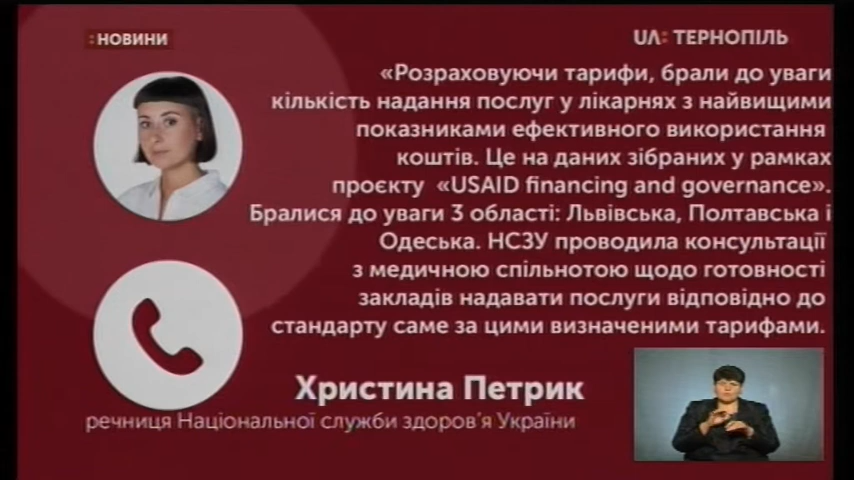 :НОВИНИ
UA: ТЕРНОПІЛЬ
«Розраховуючи тарифи, брали до уваги
кількість надання послуг у лікарнях з найвищими
показниками ефективного використання
коштів. Це на даних зібраних у рамках
проєкту «USAID financing and governance».
Бралися до уваги 3 області: Львівська, Полтавська і
Одеська. НСЗУ проводила консультації
з медичною спільнотою щодо готовності
закладів надавати послуги відповідно до
стандарту саме за цими визначеними тарифами.
Христина Петрик
речниця Національної служби здоров'я України